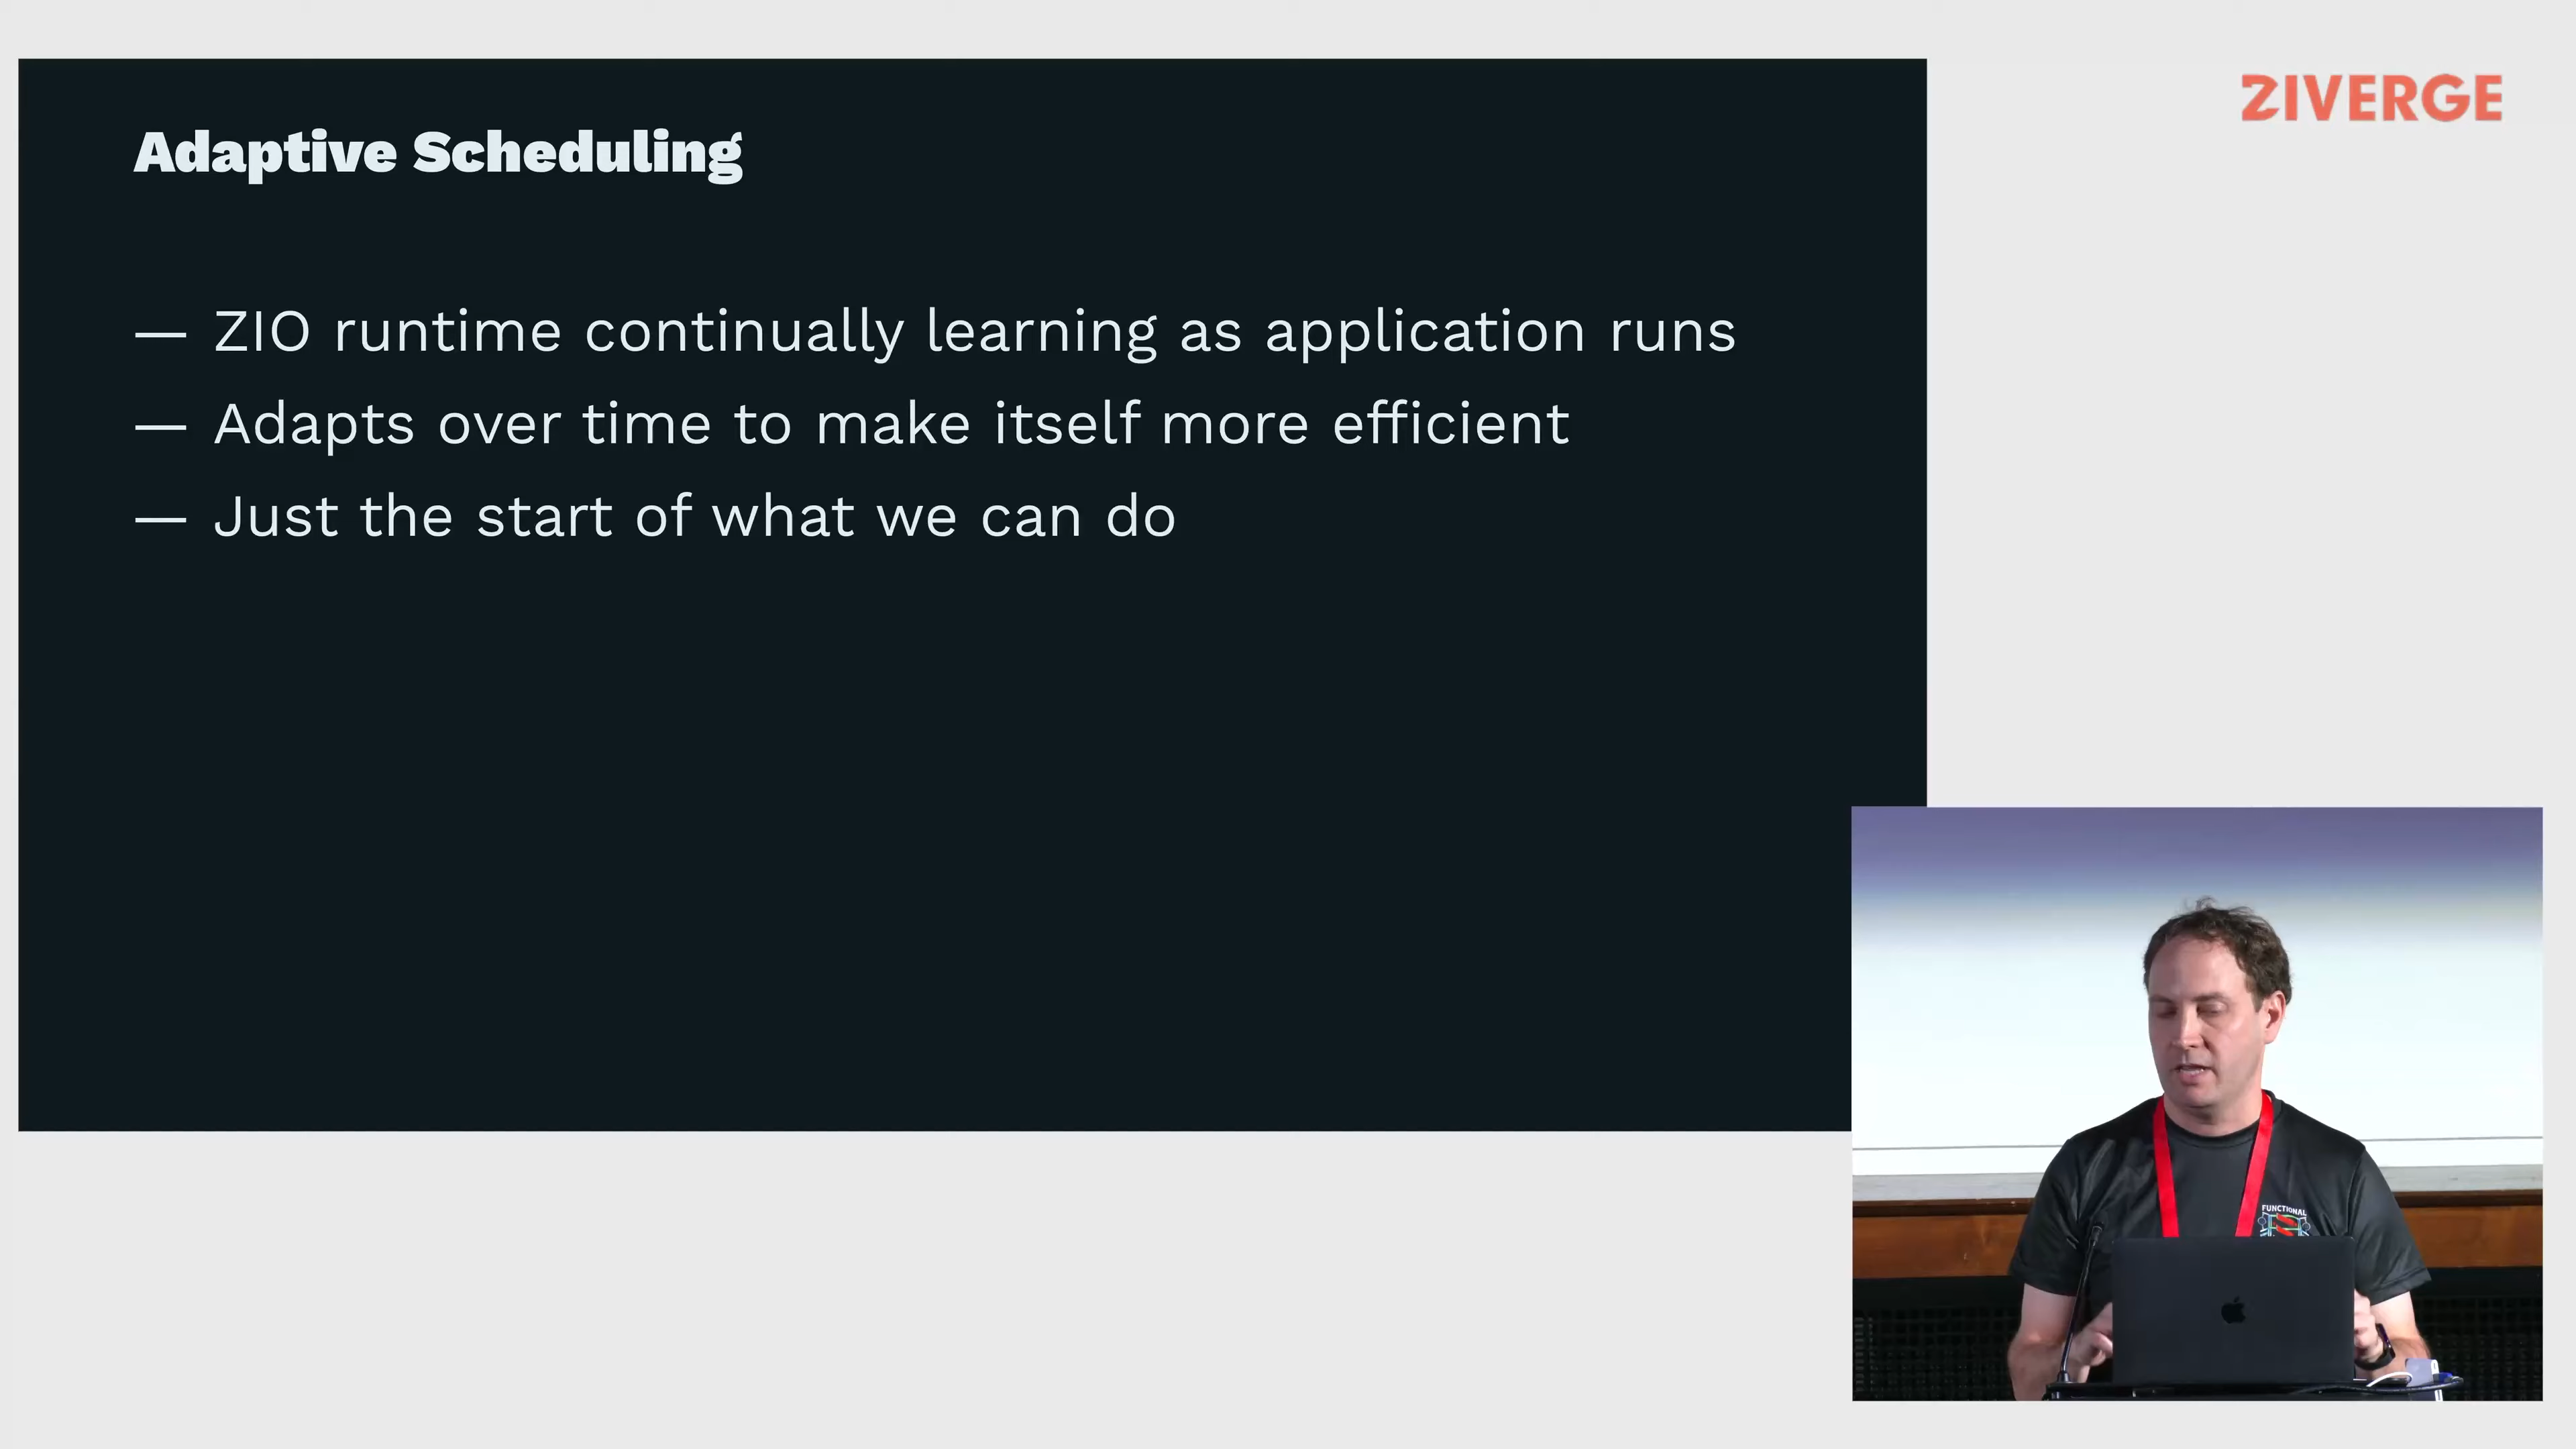 Adaptive Scheduling
ZIVERGE
— ZIO runtime continually learning as application runs
— Adapts over time to make itself more efficient
— Just the start of what we can do
FUNCTIONAL